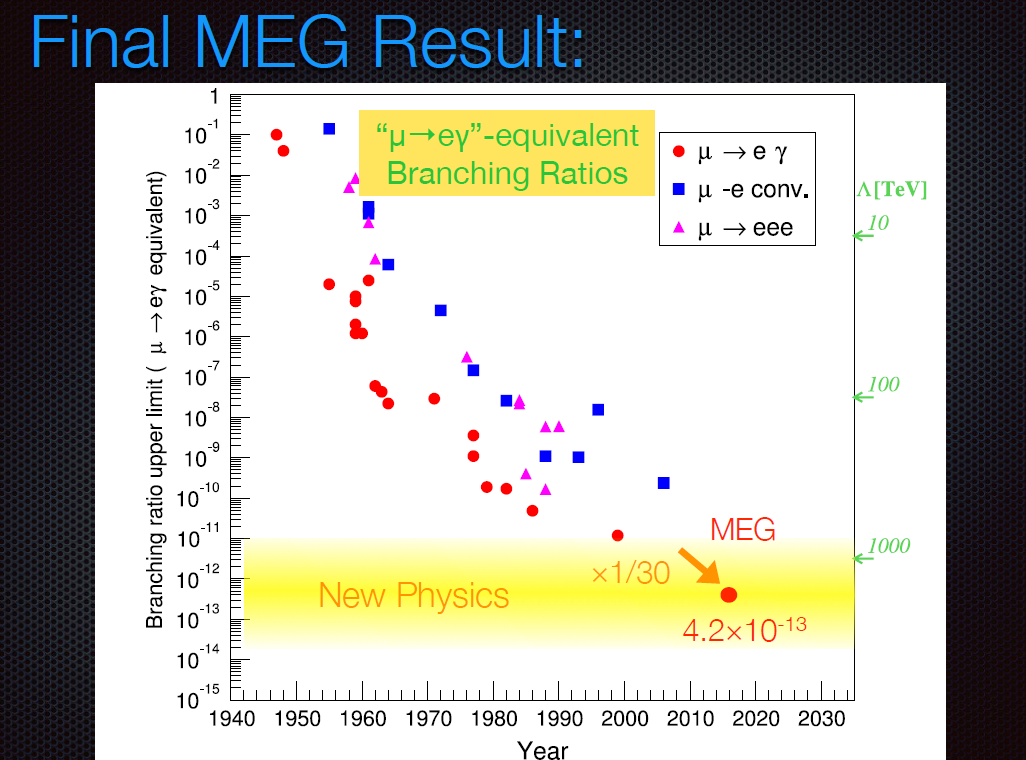 Final MEG Result:
“μ→eγ”-equivalent
Branching Ratios
μ → e γ
μ -e conv.
μ → eee
Λ[TeV]
10
100
1000
Branching ratio upper limit ( μ → eγ equivalent)
1
10^-1
10^-2
10^-3
10^-4
10^-5
10^-6
10^-7
10^-8
10^-9
10^-10
10^-11
10^-12
10^-13
10^-14
10^-15
MEG
×1/30
New Physics
4.2×10^-13
1940 1950 1960 1970 1980 1990 2000 2010 2020 2030
Year